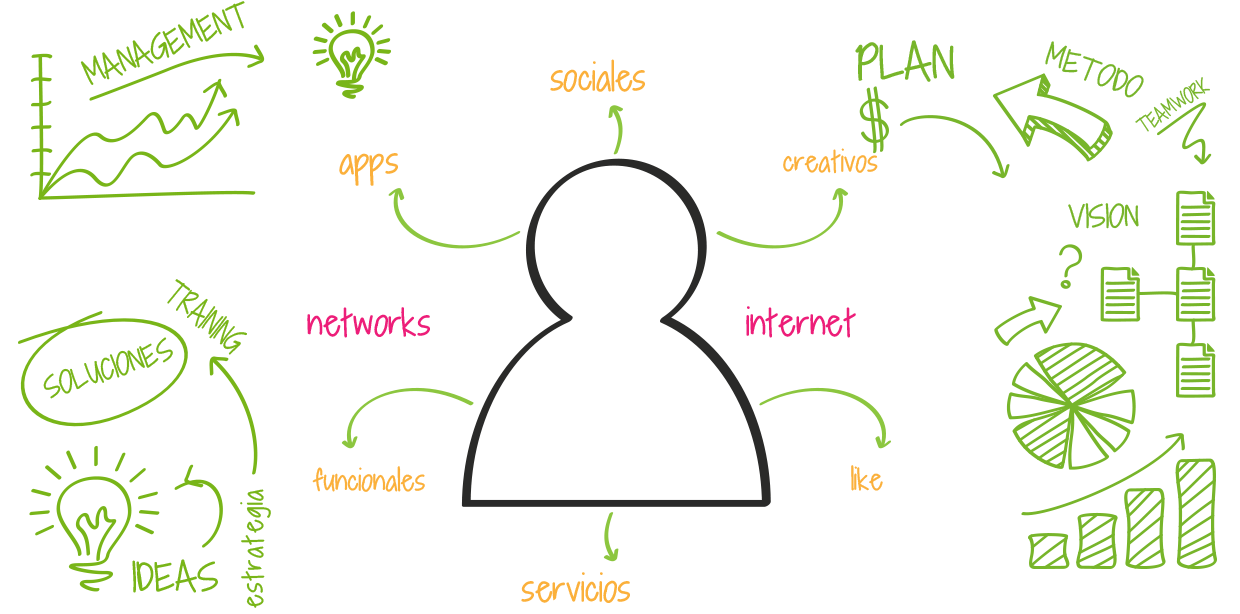 MANAGEMENT
sociales
PLAN
METODO
TEAMWORK
$
apps
creativos
VISION
?
networks
internet
TRAINING
SOLUCIONES
funcionales
like
estrategia
IDEAS
servicios